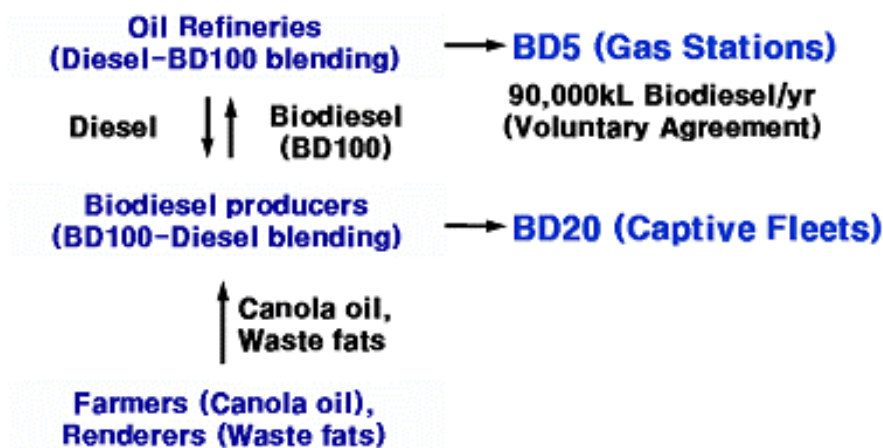 Oil Refineries
(Diesel-BD100 blending)
BD5 (Gas Stations)
90,000kL Biodiesel/yr
(Voluntary Agreement)
Diesel
Biodiesel
(BD100)
Biodiesel producers
(BD100-Diesel blending)
BD20 (Captive Fleets)
Canola oil,
Waste fats
Farmers (Canola oil),
Renderers (Waste fats)